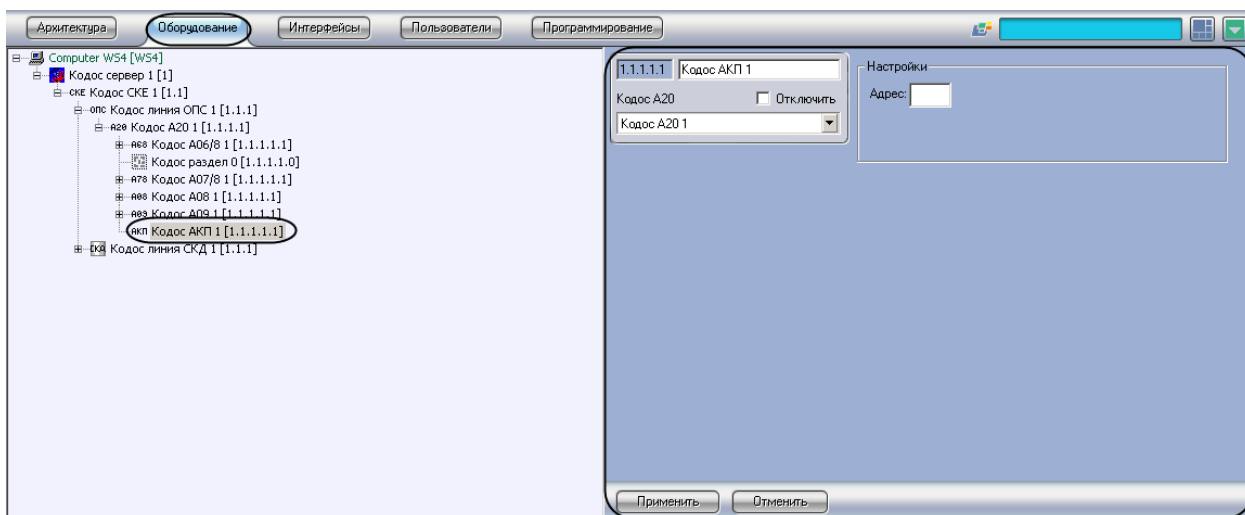 Архитектура Оборудование Интерфейсы Пользователи Программирование
Computer WS4 [WS4]
Кодос сервер 1 [1]
СКЕ Кодос СКЕ 1 [1.1]
ОПС Кодос линия ОПС 1 [1.1.1]
А20 Кодос А20 1 [1.1.1.1]
А68 Кодос А06/8 1 [1.1.1.1.1]
Кодос раздел 0 [1.1.1.1.0]
А78 Кодос А07/8 1 [1.1.1.1.1]
А08 Кодос А08 1 [1.1.1.1.1]
А09 Кодос А09 1 [1.1.1.1.1]
АКП Кодос АКП 1 [1.1.1.1.1]
СКД Кодос линия СКД 1 [1.1.1]
1.1.1.1.1 Кодос АКП 1
Кодос А20 Отключить
Кодос А20 1
Настройки
Адрес:
Применить Отменить